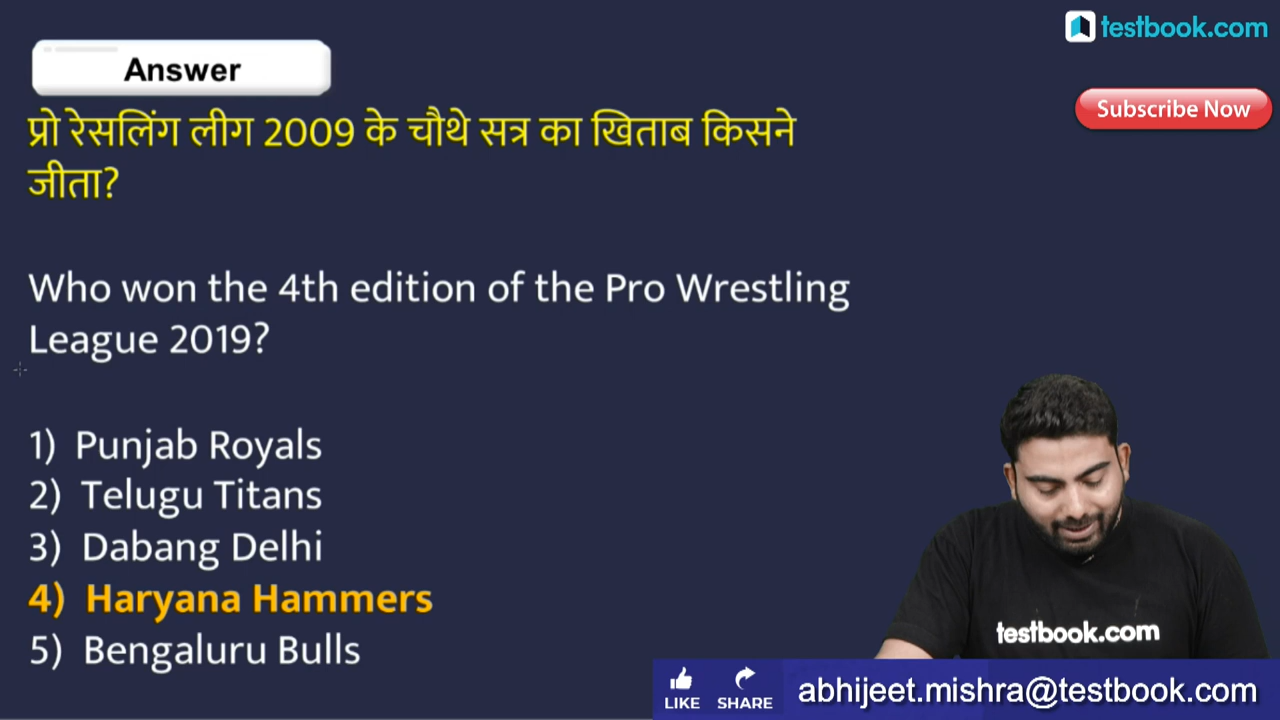 testbook.com
Answer
Subscribe Now
प्रो रेसलिंग लीग 2009 के चौथे सत्र का खिताब किसने
जीता?
Who won the 4th edition of the Pro Wrestling
League 2019?
1) Punjab Royals
2) Telugu Titans
3) Dabang Delhi
4) Haryana Hammers
5) Bengaluru Bulls
testbook.com
LIKE SHARE abhijeet.mishra@testbook.com